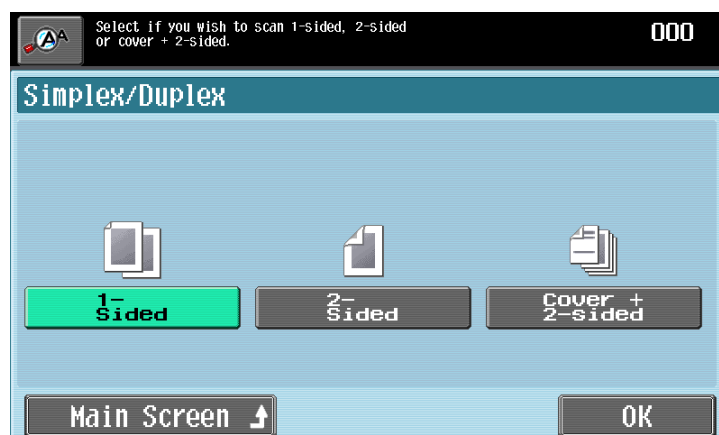 AA
Select if you wish to scan 1-sided, 2-sided
or cover + 2-sided.
000
Simplex/Duplex
1-
Sided
2-
Sided
Cover +
2-sided
Main Screen
OK